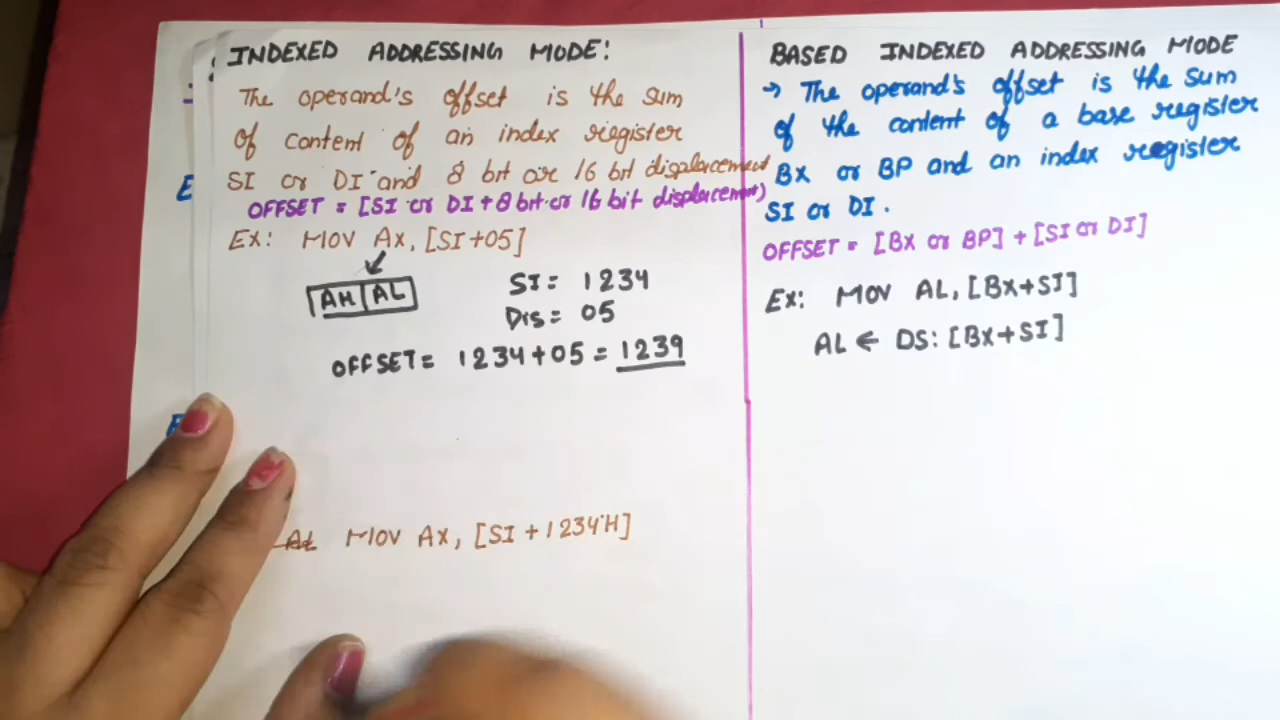 INDEXED ADDRESSING MODE:
The operand's offset is the sum
of content of an index register
SI or DI and 8 bit or 16 bit displacement
OFFSET = [SI or DI + 8 bit or 16 bit displacement)
Ex: MOV Ax, [SI+05]
AH AL
SI = 1234
Dis = 05
OFFSET = 1234+05 = 1239
MOV Ax, [SI + 1234H]
BASED INDEXED ADDRESSING MODE
→ The operand's offset is the sum
of the content of a base register
BX or BP and an index register
SI or DI.
OFFSET = [BX or BP] + [SI or DI]
Ex: MOV AL, [Bx+SI]
AL ← DS: [Bx+SI]